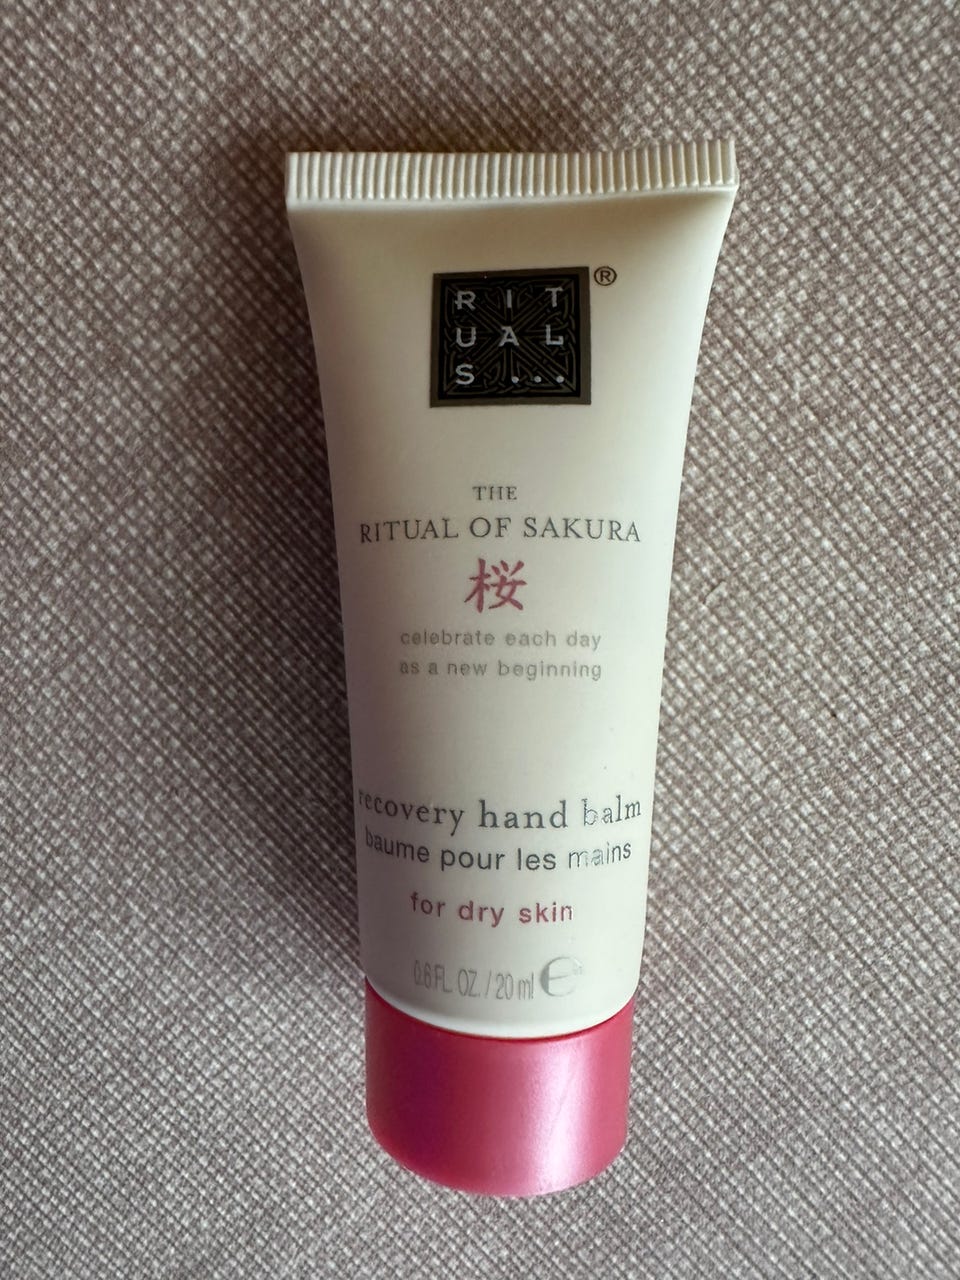 RIT
UAL
S...
®
THE
RITUAL OF SAKURA
桜
celebrate each day
as a new beginning
recovery hand balm
baume pour les mains
for dry skin
0.6 FL. OZ. / 20 ml ℮